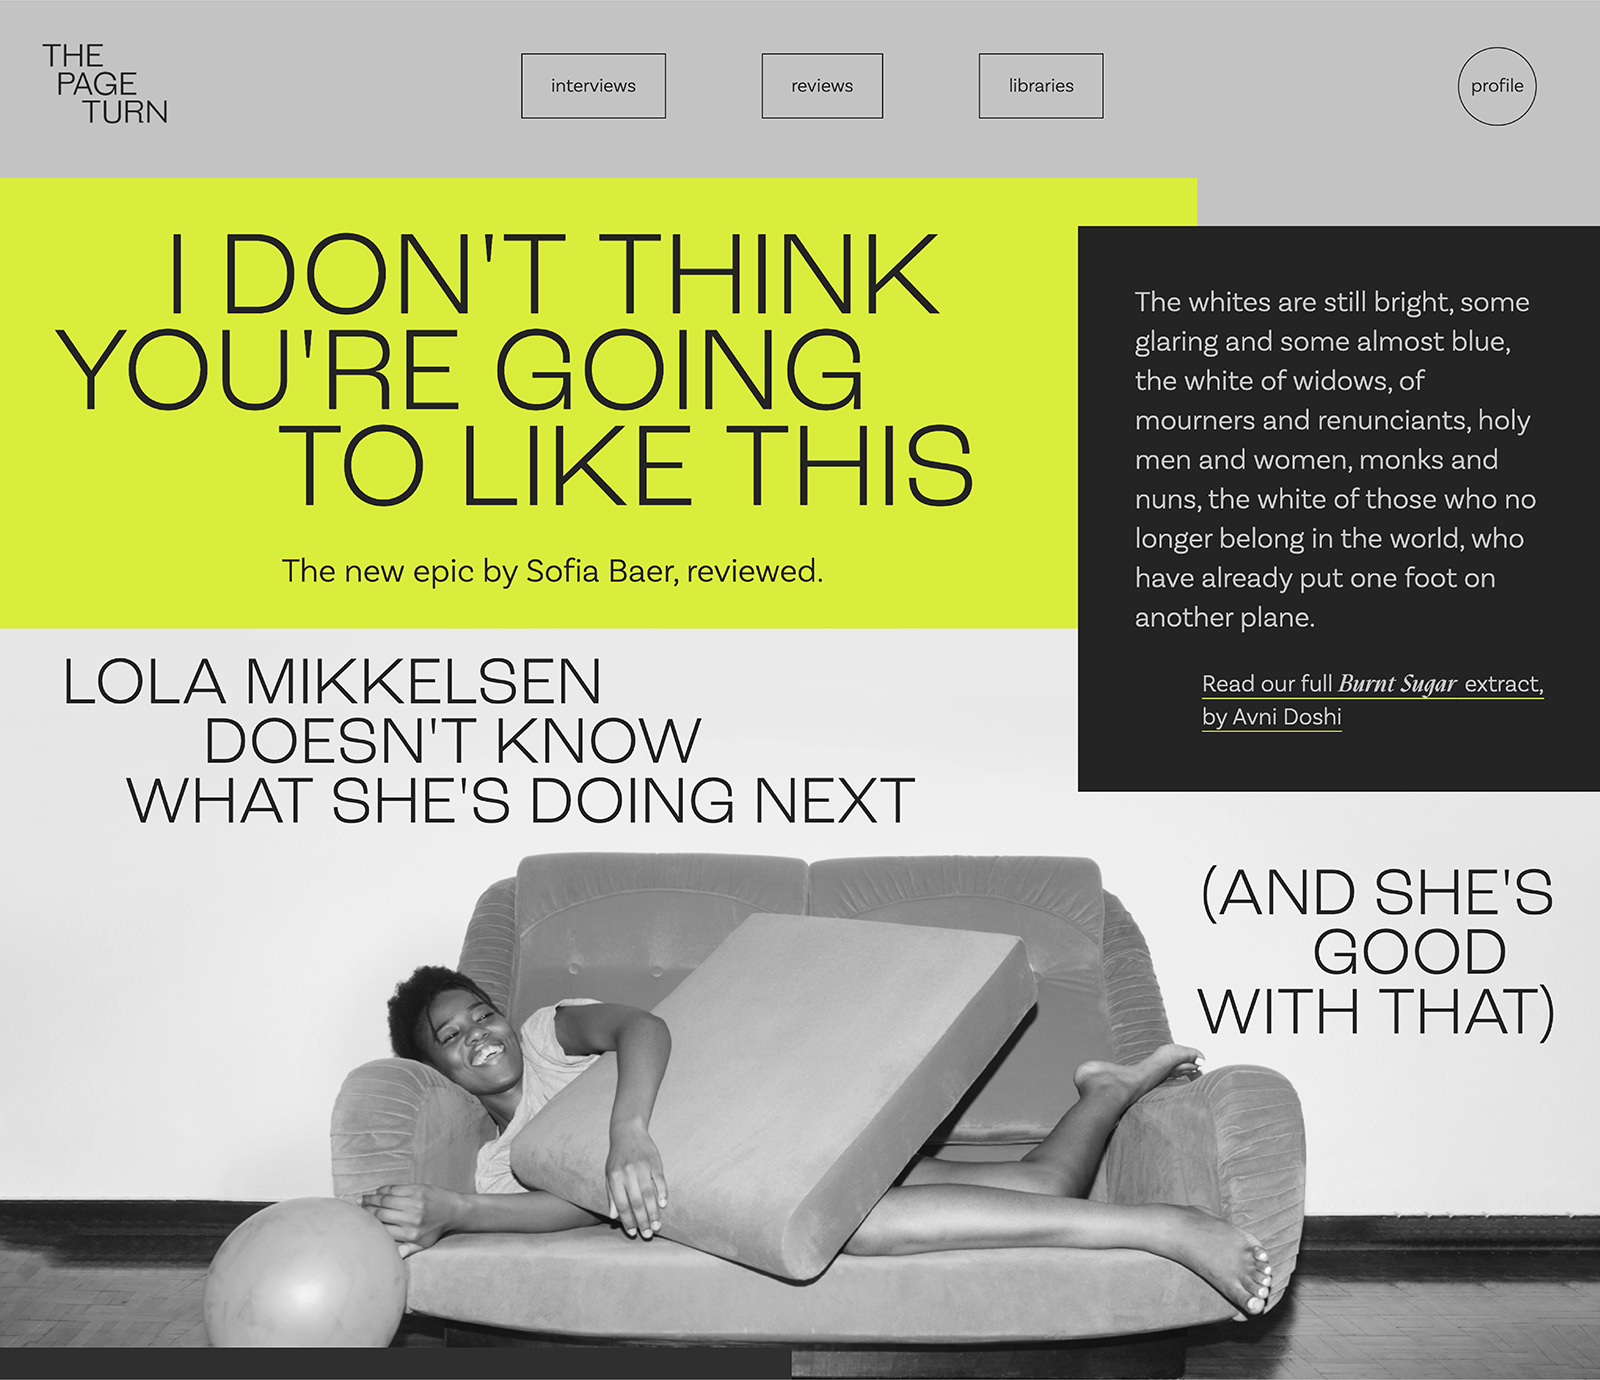 THE
PAGE
TURN
interviews
reviews
libraries
profile
I DON'T THINK
YOU'RE GOING
TO LIKE THIS
The new epic by Sofia Baer, reviewed.
The whites are still bright, some
glaring and some almost blue,
the white of widows, of
mourners and renunciants, holy
men and women, monks and
nuns, the white of those who no
longer belong in the world, who
have already put one foot on
another plane.
Read our full Burnt Sugar extract,
by Avni Doshi
LOLA MIKKELSEN
DOESN'T KNOW
WHAT SHE'S DOING NEXT
(AND SHE'S
GOOD
WITH THAT)